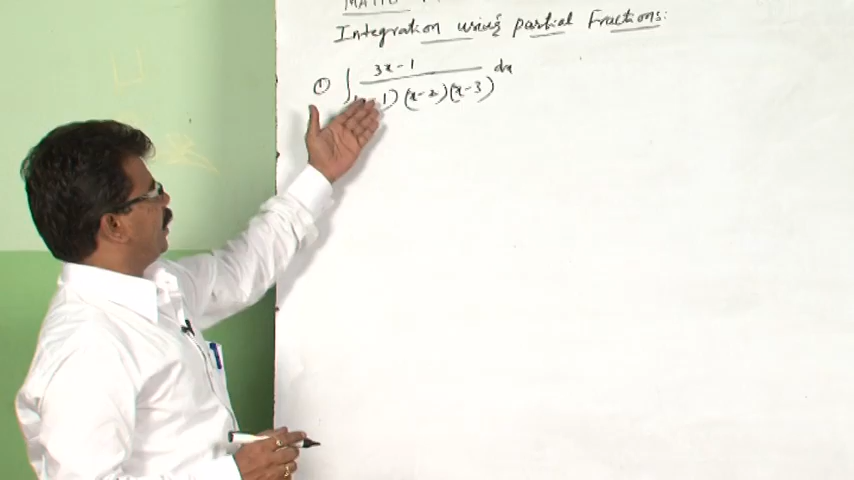 Integration using Partial Fractions:
① ∫ 3x-1 dx
-1) (x-2)(x-3)